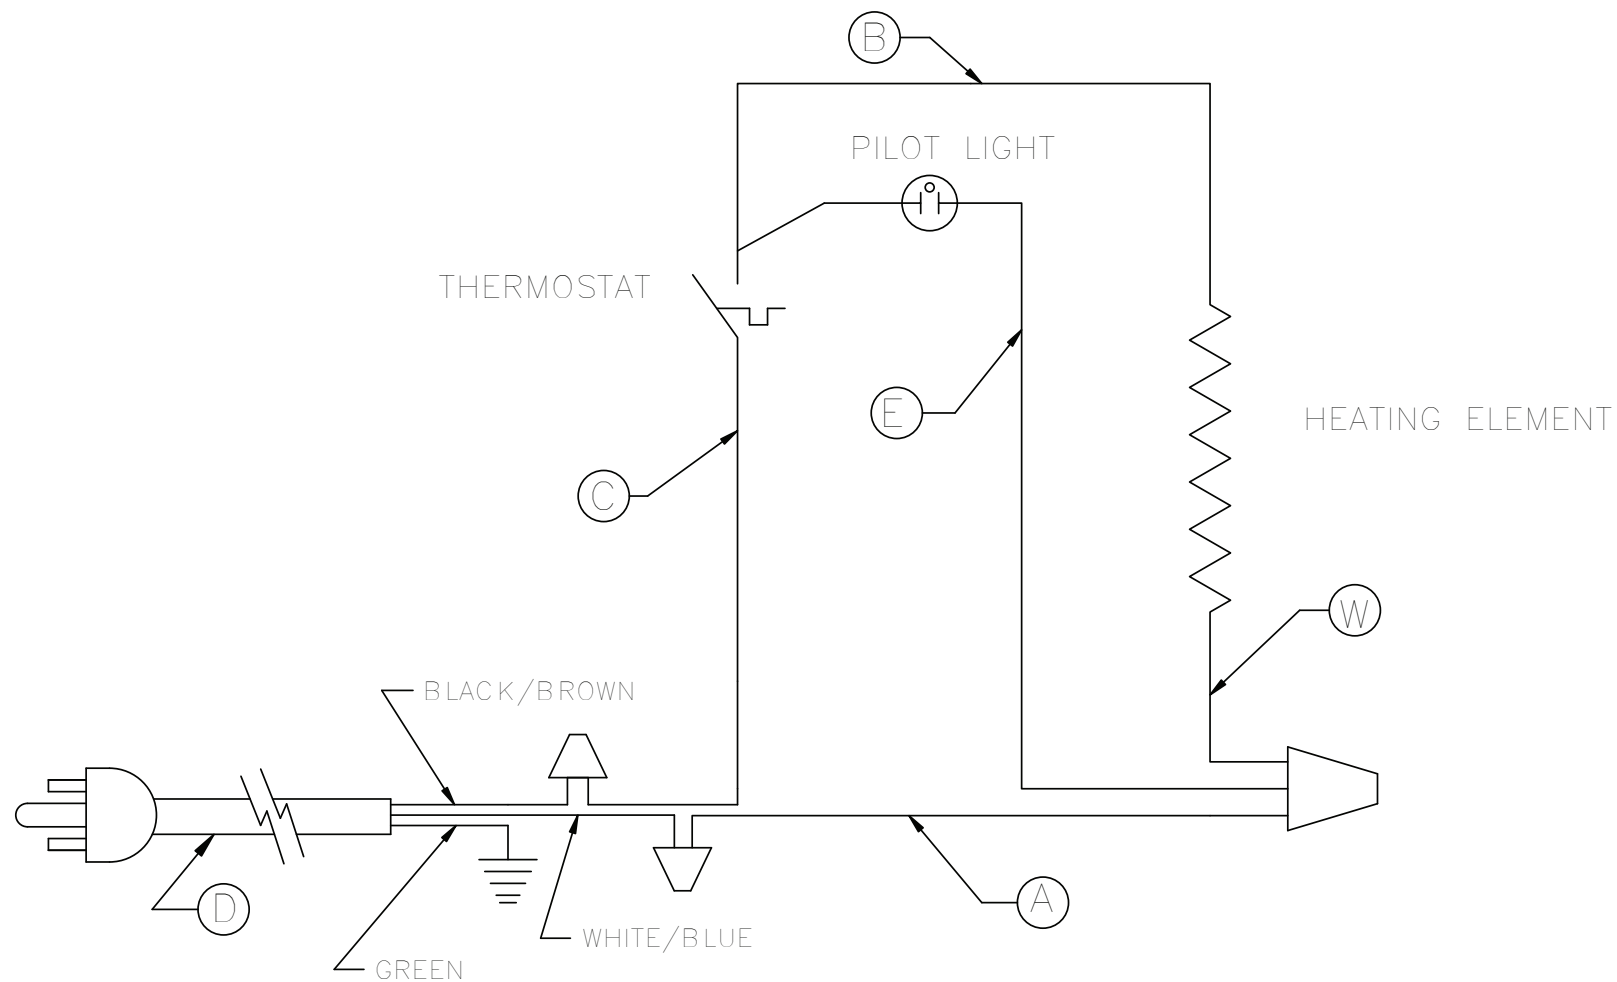 B
PILOT LIGHT
THERMOSTAT
E
HEATING ELEMENT
C
W
BLACK/BROWN
D
A
WHITE/BLUE
GREEN